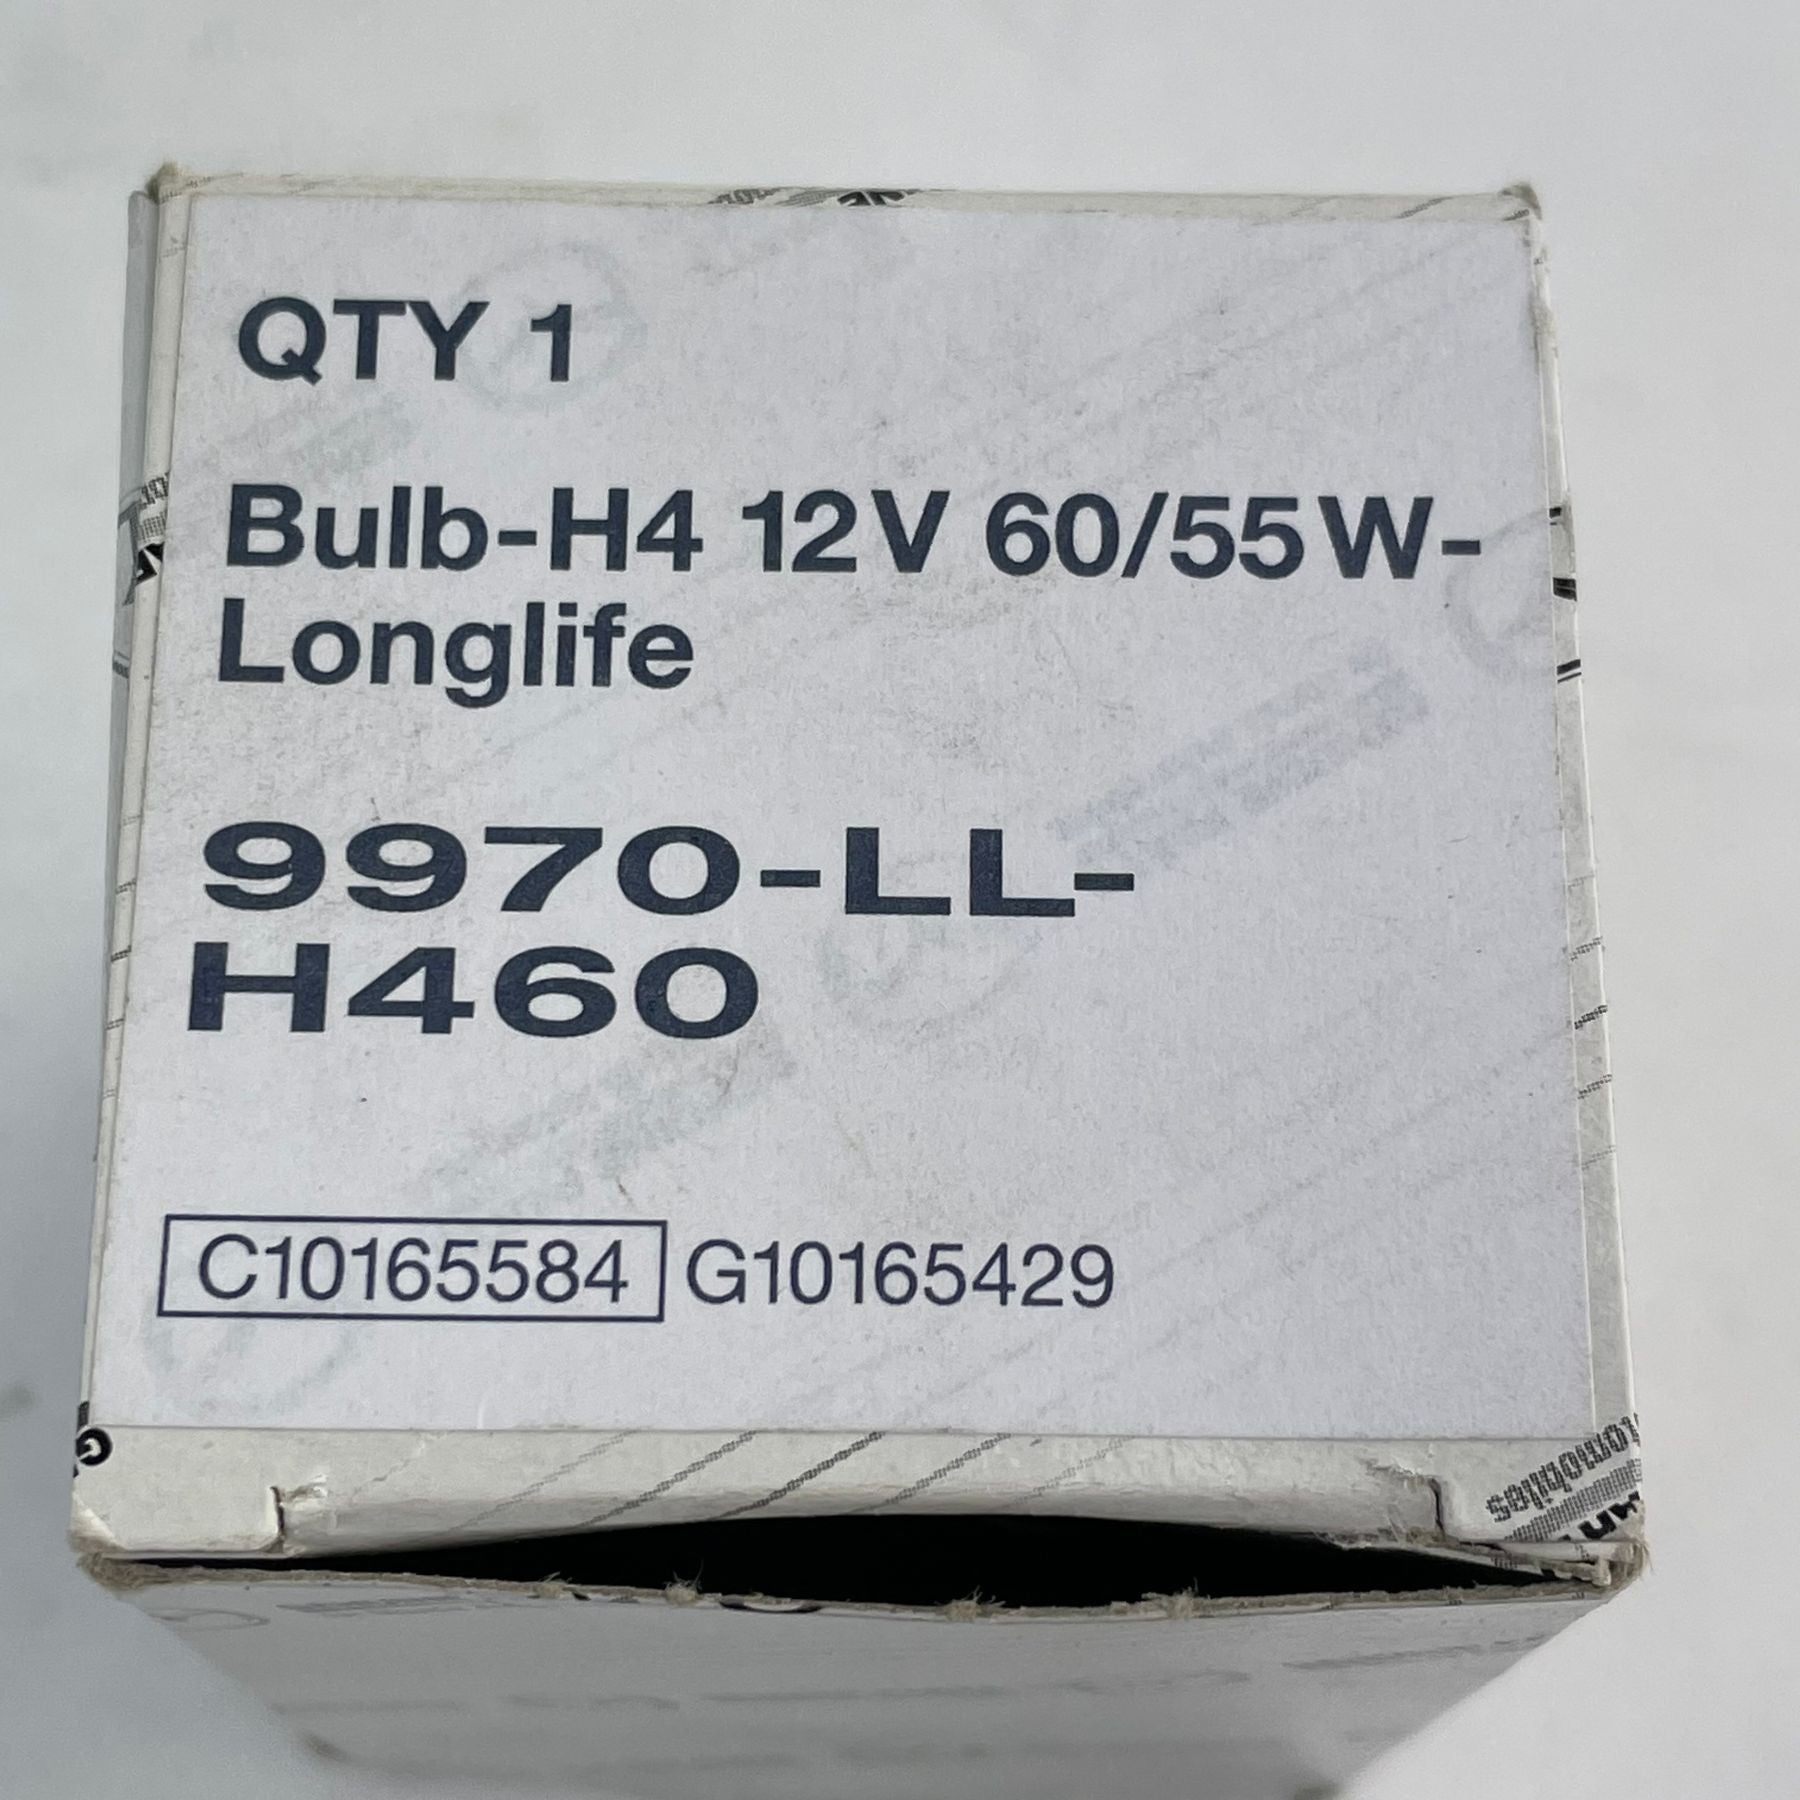 QTY 1
Bulb-H4 12V 60/55W-
Longlife
9970-LL-
H460
C10165584 G10165429